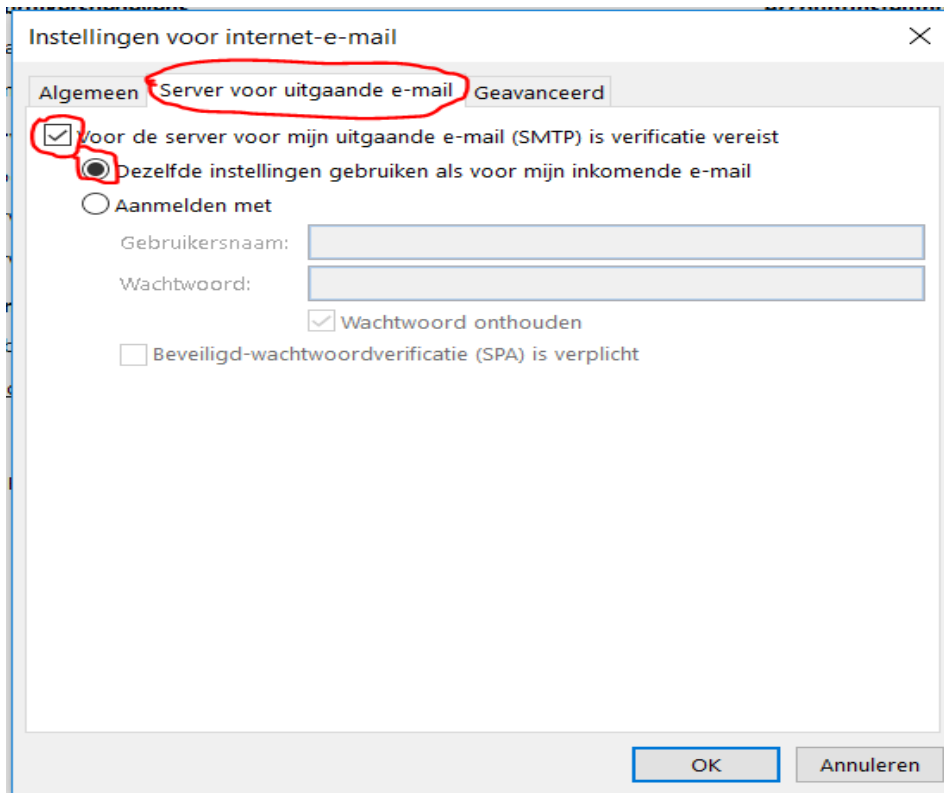 Instellingen voor internet-e-mail
Algemeen Server voor uitgaande e-mail Geavanceerd
Voor de server voor mijn uitgaande e-mail (SMTP) is verificatie vereist
Dezelfde instellingen gebruiken als voor mijn inkomende e-mail
Aanmelden met
Gebruikersnaam:
Wachtwoord:
Wachtwoord onthouden
Beveiligd-wachtwoordverificatie (SPA) is verplicht
OK Annuleren